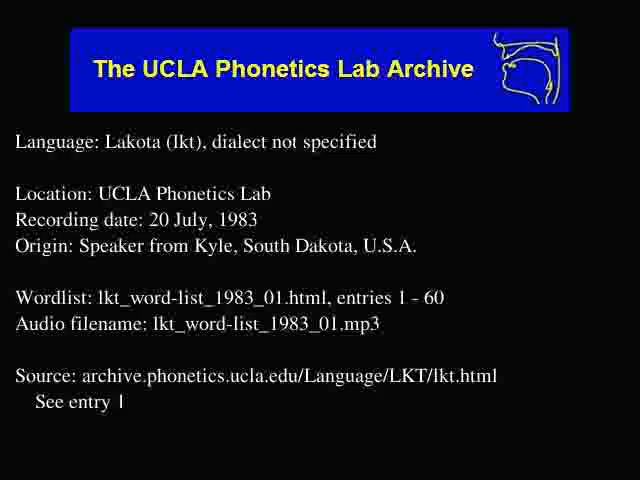 The UCLA Phonetics Lab Archive
Language: Lakota (lkt), dialect not specified
Location: UCLA Phonetics Lab
Recording date: 20 July, 1983
Origin: Speaker from Kyle, South Dakota, U.S.A.
Wordlist: lkt_word-list_1983_01.html, entries 1 - 60
Audio filename: lkt_word-list_1983_01.mp3
Source: archive.phonetics.ucla.edu/Language/LKT/lkt.html
See entry 1